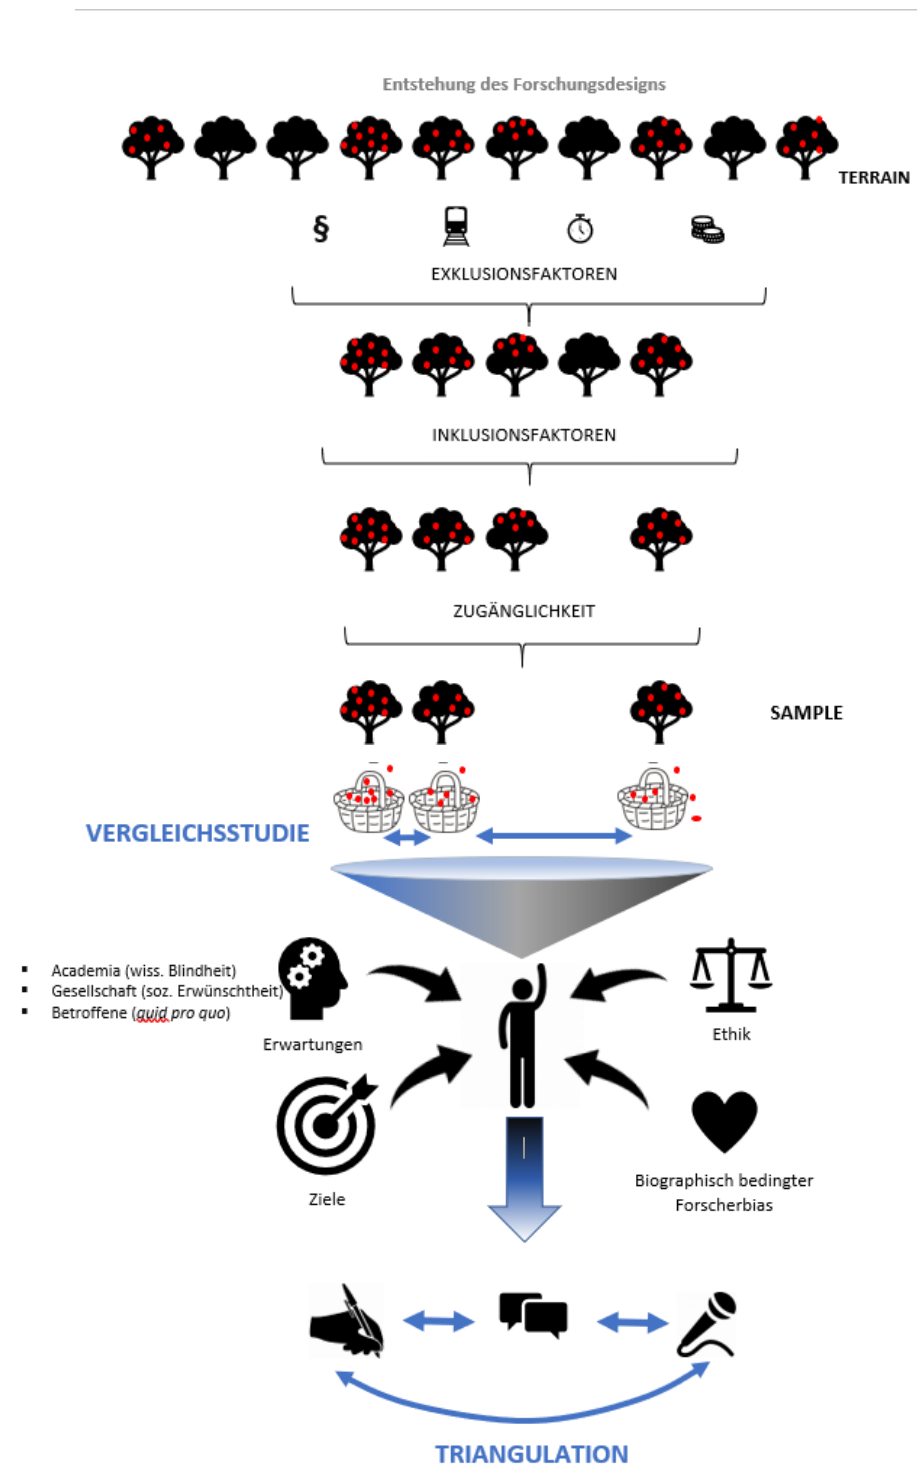 Entstehung des Forschungsdesigns
TERRAIN
§
EXKLUSIONSFAKTOREN
INKLUSIONSFAKTOREN
ZUGÄNGLICHKEIT
SAMPLE
VERGLEICHSSTUDIE
▪ Academia (wiss. Blindheit)
▪ Gesellschaft (soz. Erwünschtheit)
▪ Betroffene (quid pro quo)
Erwartungen
Ethik
Ziele
Biographisch bedingter
Forscherbias
TRIANGULATION